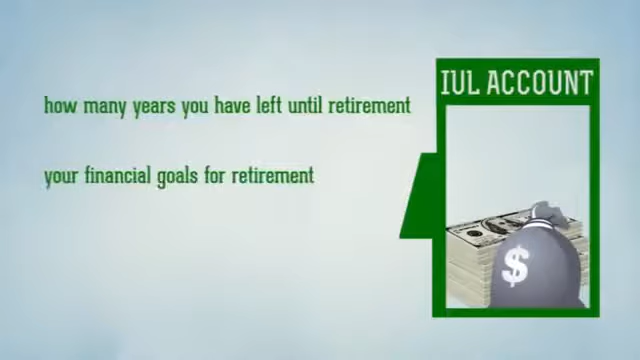 IUL ACCOUNT
how many years you have left until retirement
your financial goals for retirement
$